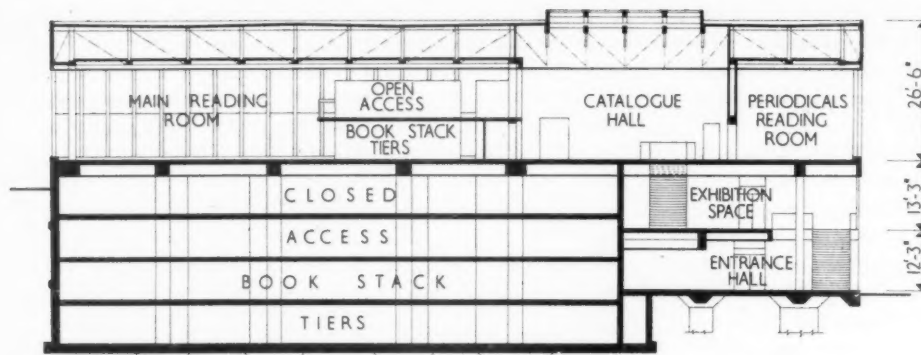 MAIN READING
ROOM
OPEN
ACCESS
BOOK STACK
TIERS
CATALOGUE
HALL
PERIODICALS
READING
ROOM
26'-6"
CLOSED
ACCESS
BOOK STACK
TIERS
EXHIBITION
SPACE
13'-3"
ENTRANCE
HALL
12'-3"